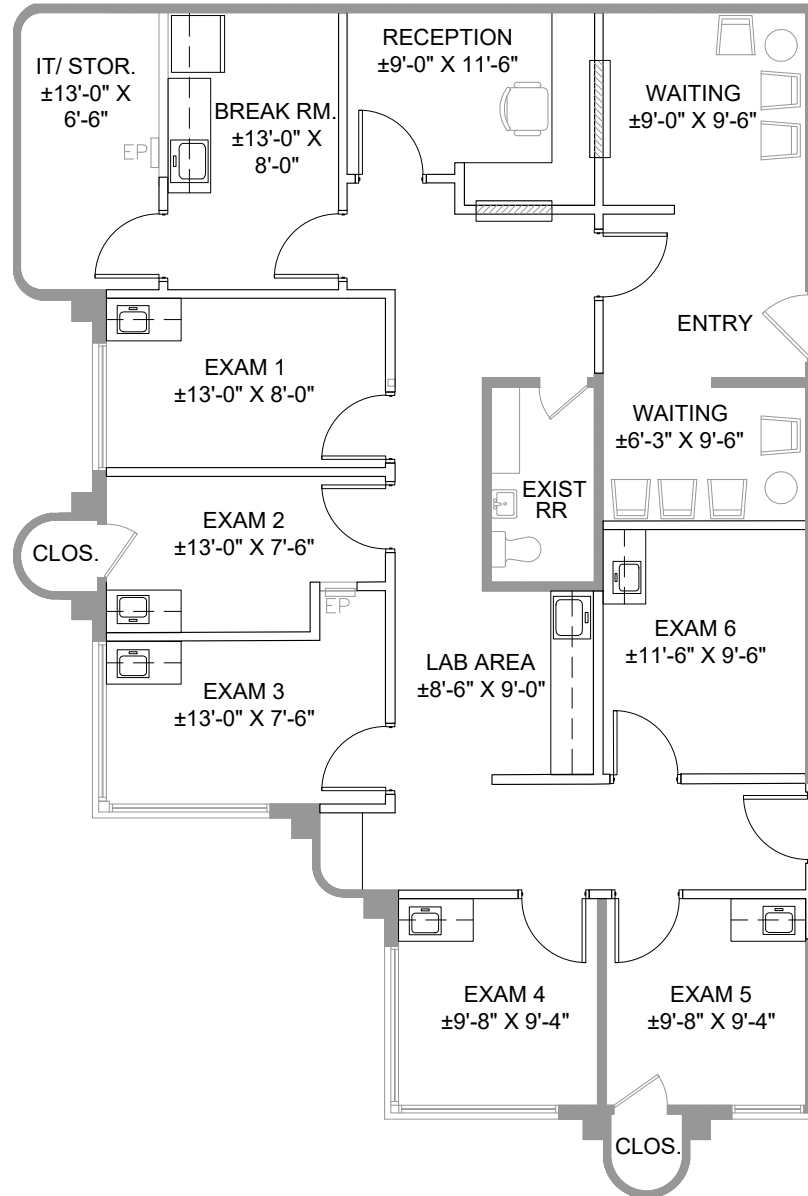 IT/ STOR.
±13'-0" X
6'-6"
BREAK RM.
±13'-0" X
8'-0"
RECEPTION
±9'-0" X 11'-6"
WAITING
±9'-0" X 9'-6"
EP
ENTRY
EXAM 1
±13'-0" X 8'-0"
WAITING
±6'-3" X 9'-6"
EXIST
RR
EXAM 2
±13'-0" X 7'-6"
CLOS.
EP
EXAM 3
±13'-0" X 7'-6"
LAB AREA
±8'-6" X 9'-0"
EXAM 6
±11'-6" X 9'-6"
EXAM 4
±9'-8" X 9'-4"
EXAM 5
±9'-8" X 9'-4"
CLOS.